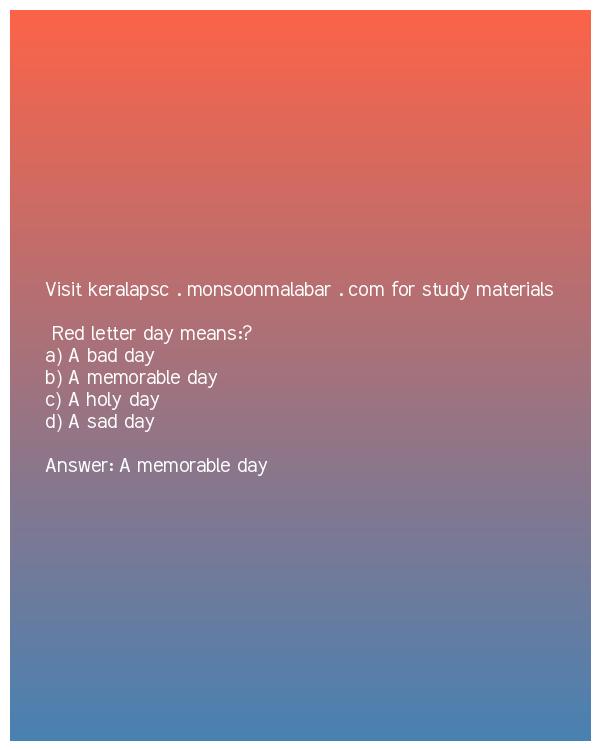 Visit keralapsc . monsoonmalabar . com for study materials
Red letter day means:?
a) A bad day
b) A memorable day
c) A holy day
d) A sad day
Answer: A memorable day